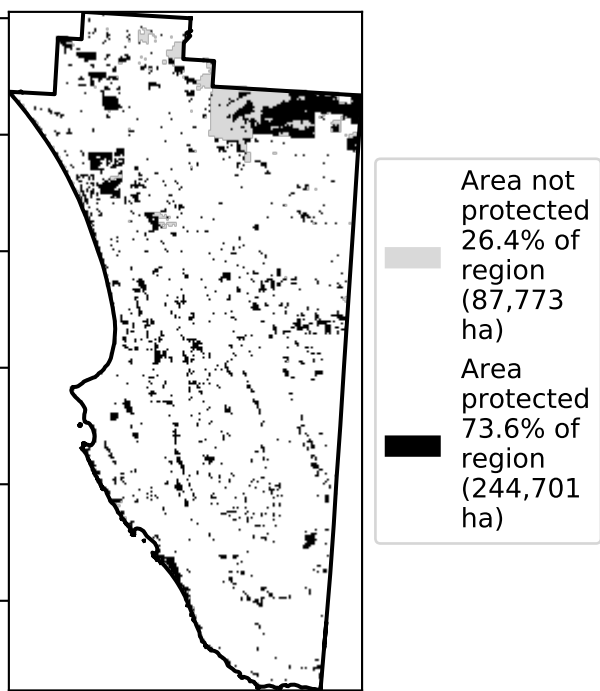 Area not
protected
26.4% of
region
(87,773
ha)
Area
protected
73.6% of
region
(244,701
ha)